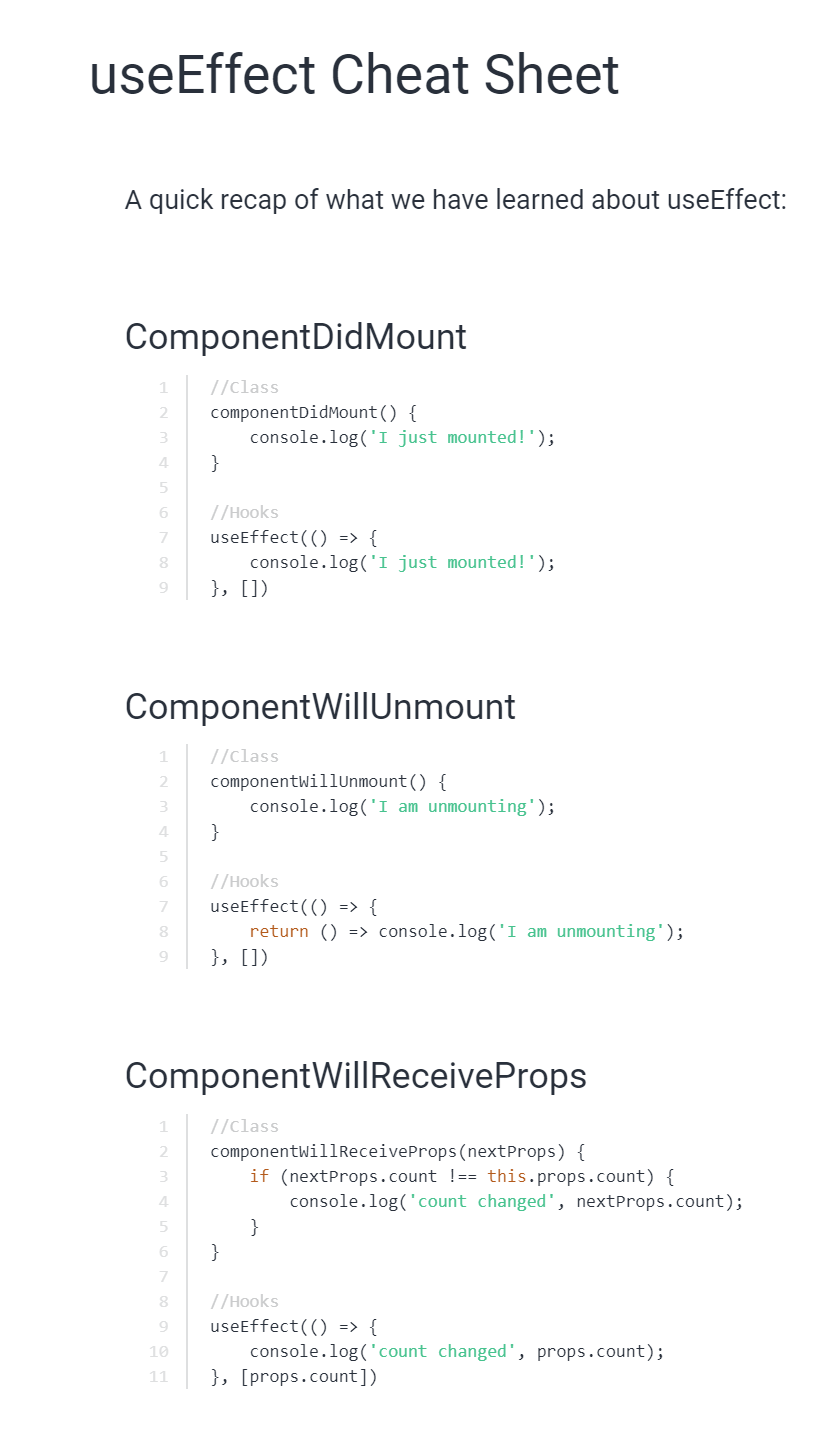 useEffect Cheat Sheet
A quick recap of what we have learned about useEffect:
ComponentDidMount
1 //Class
2 componentDidMount() {
3     console.log('I just mounted!');
4 }
5
6 //Hooks
7 useEffect(() => {
8     console.log('I just mounted!');
9 }, [])
ComponentWillUnmount
1 //Class
2 componentWillUnmount() {
3     console.log('I am unmounting');
4 }
5
6 //Hooks
7 useEffect(() => {
8     return () => console.log('I am unmounting');
9 }, [])
ComponentWillReceiveProps
1 //Class
2 componentWillReceiveProps(nextProps) {
3     if (nextProps.count !== this.props.count) {
4         console.log('count changed', nextProps.count);
5     }
6 }
7
8 //Hooks
9 useEffect(() => {
10     console.log('count changed', props.count);
11 }, [props.count])